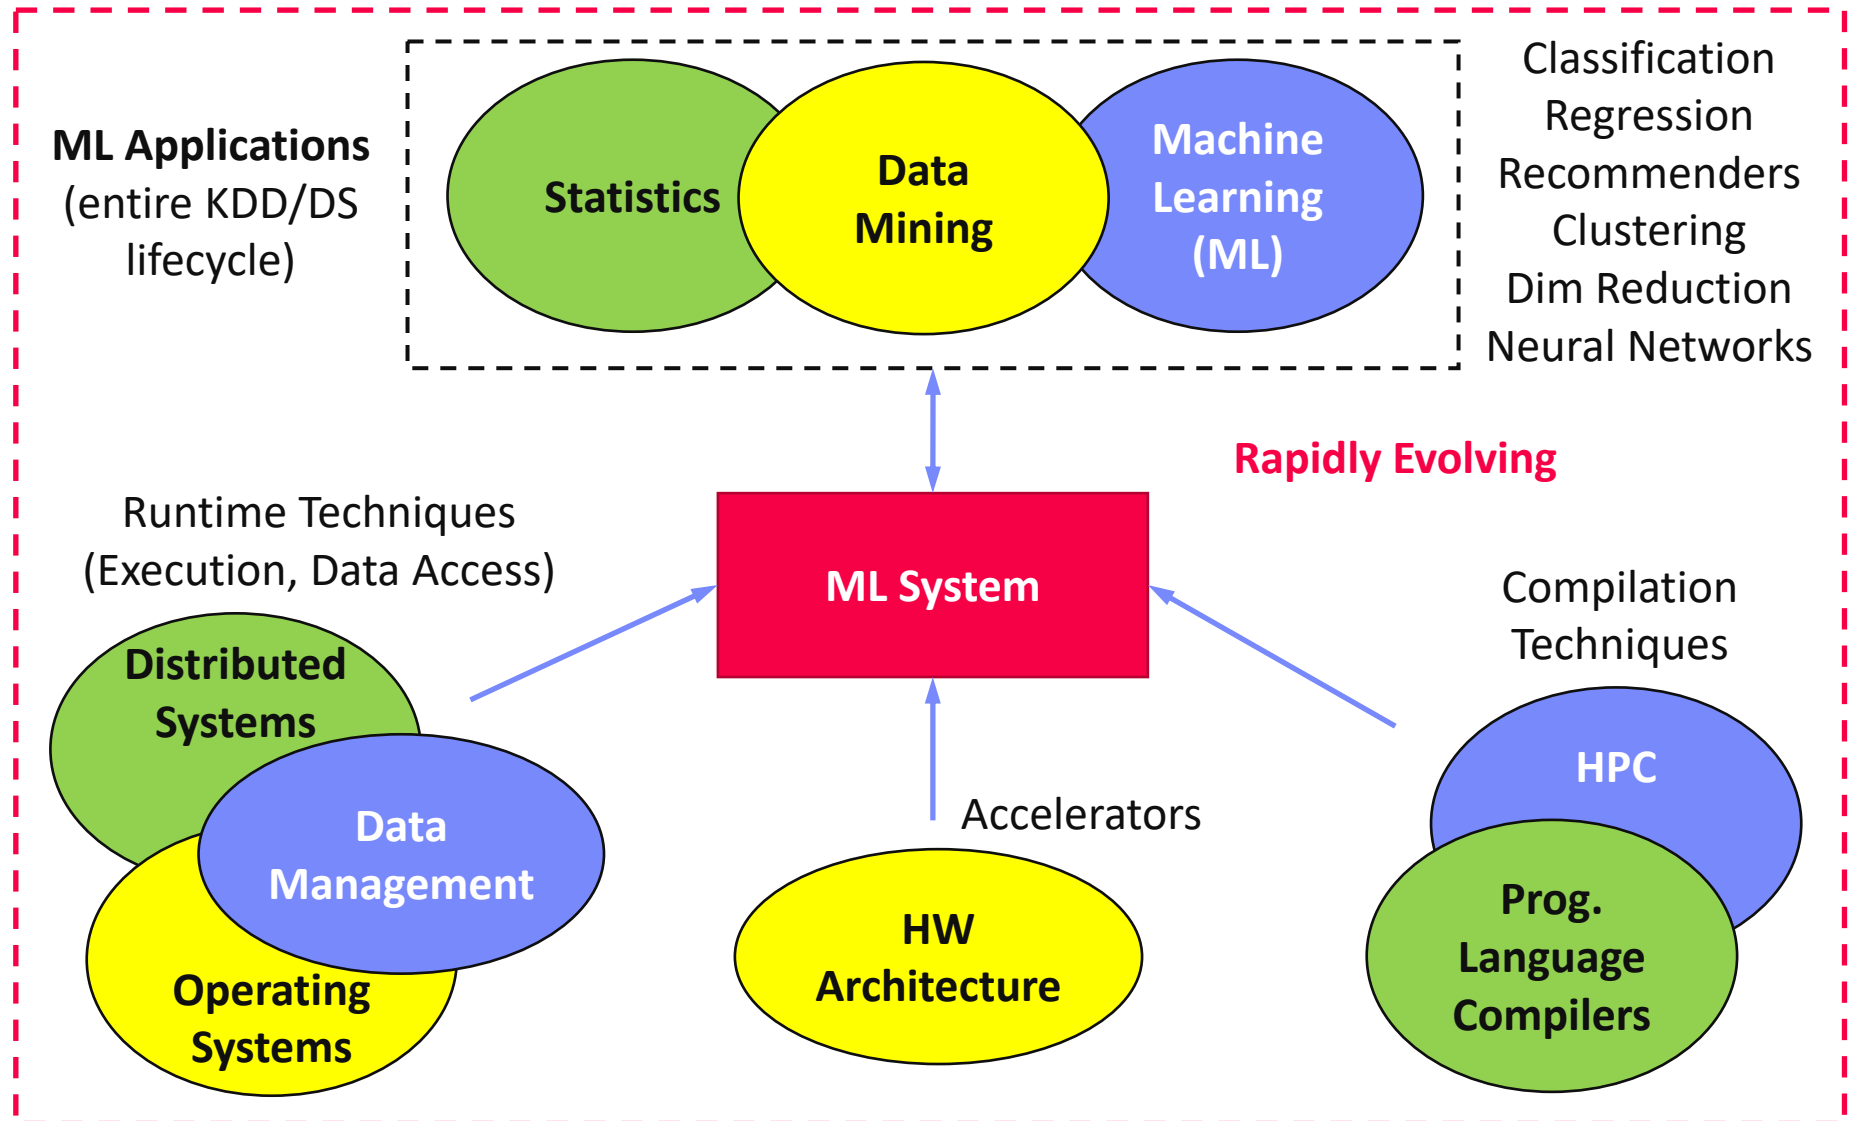 ML Applications
(entire KDD/DS
lifecycle)
Statistics
Data
Mining
Machine
Learning
(ML)
Classification
Regression
Recommenders
Clustering
Dim Reduction
Neural Networks
Rapidly Evolving
Runtime Techniques
(Execution, Data Access)
ML System
Compilation
Techniques
Distributed
Systems
Data
Management
Operating
Systems
Accelerators
HW
Architecture
HPC
Prog.
Language
Compilers